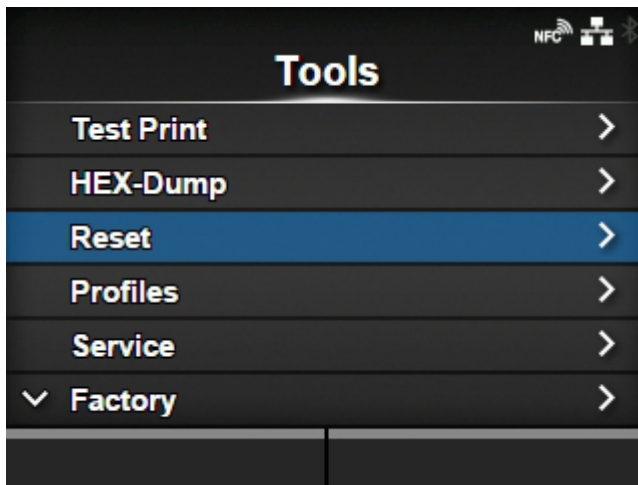 NFC
Tools
Test Print
HEX-Dump
Reset
Profiles
Service
Factory